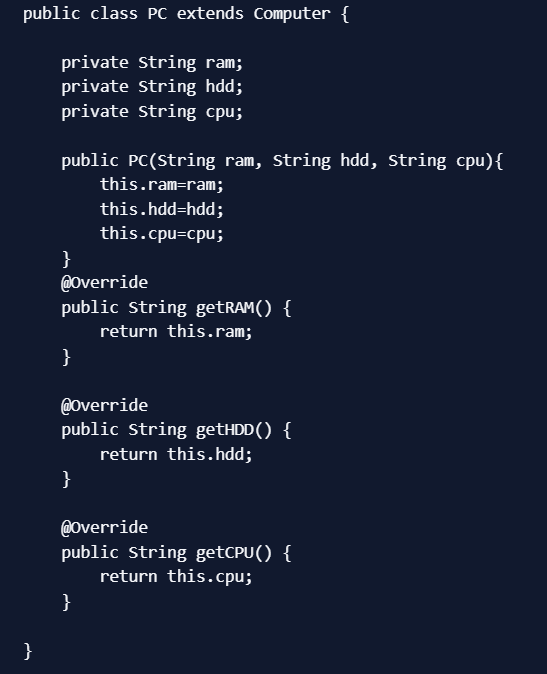 public class PC extends Computer {
private String ram;
private String hdd;
private String cpu;
public PC(String ram, String hdd, String cpu){
this.ram=ram;
this.hdd=hdd;
this.cpu=cpu;
}
@Override
public String getRAM() {
return this.ram;
}
@Override
public String getHDD() {
return this.hdd;
}
@Override
public String getCPU() {
return this.cpu;
}
}